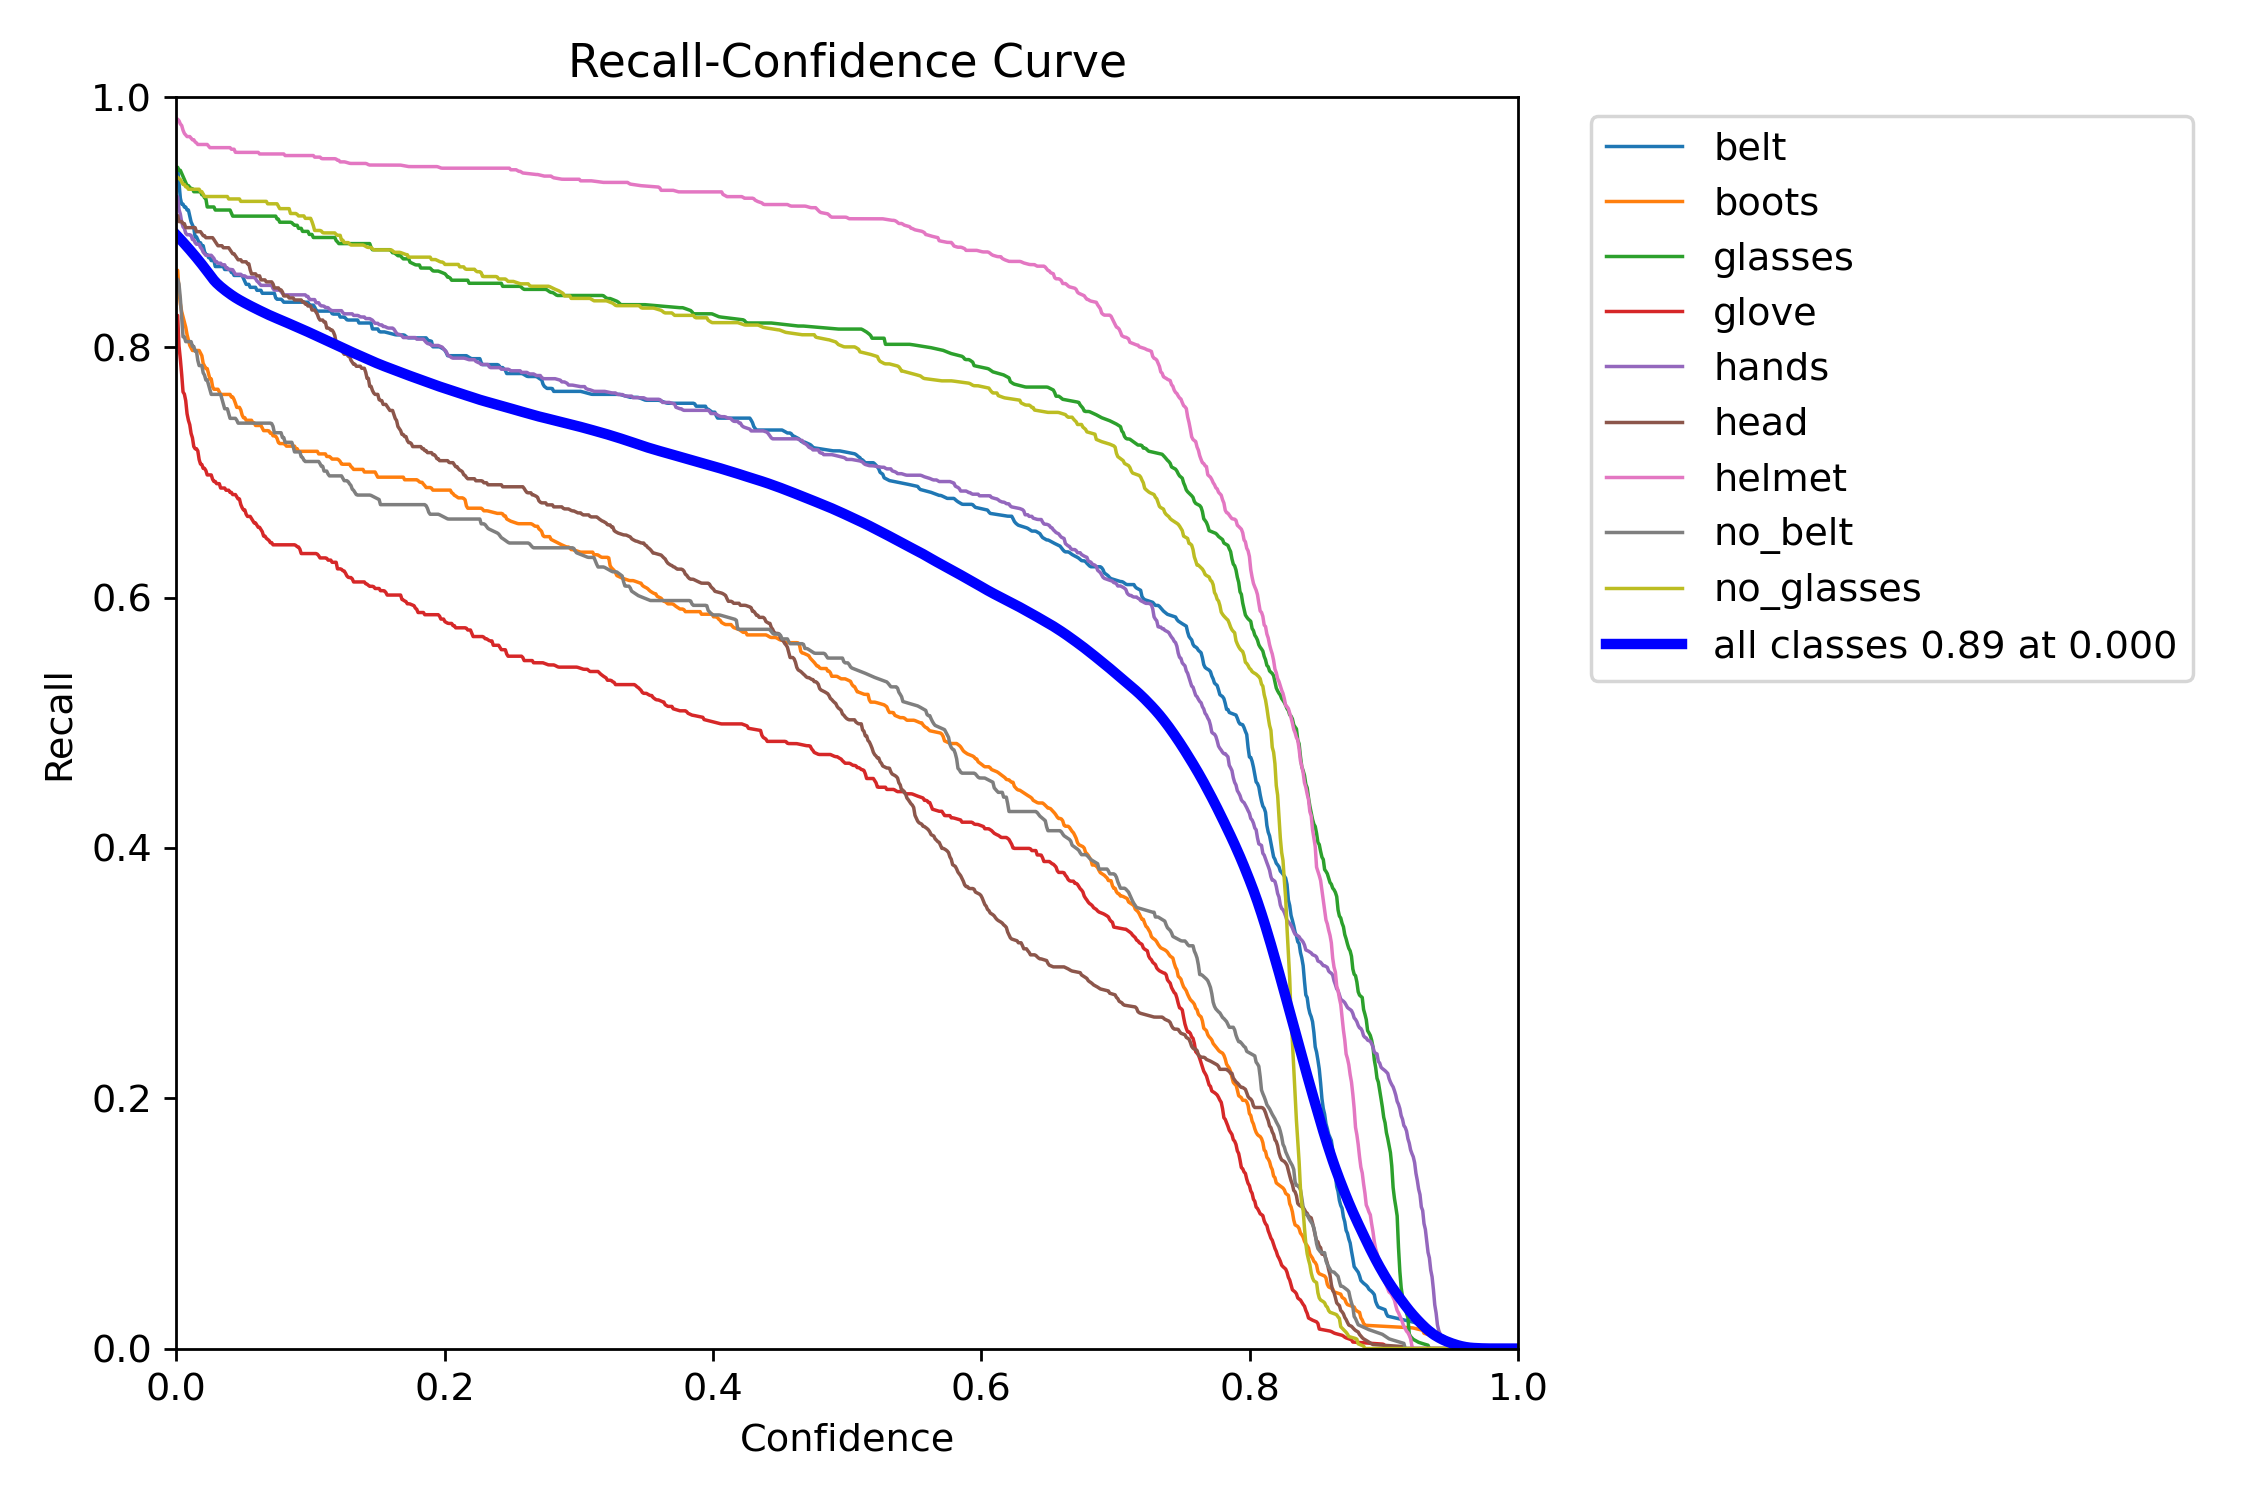 Recall-Confidence Curve
1.0
0.8
0.6
0.4
0.2
0.0
Recall
0.0 0.2 0.4 0.6 0.8 1.0
Confidence
belt
boots
glasses
glove
hands
head
helmet
no_belt
no_glasses
all classes 0.89 at 0.000